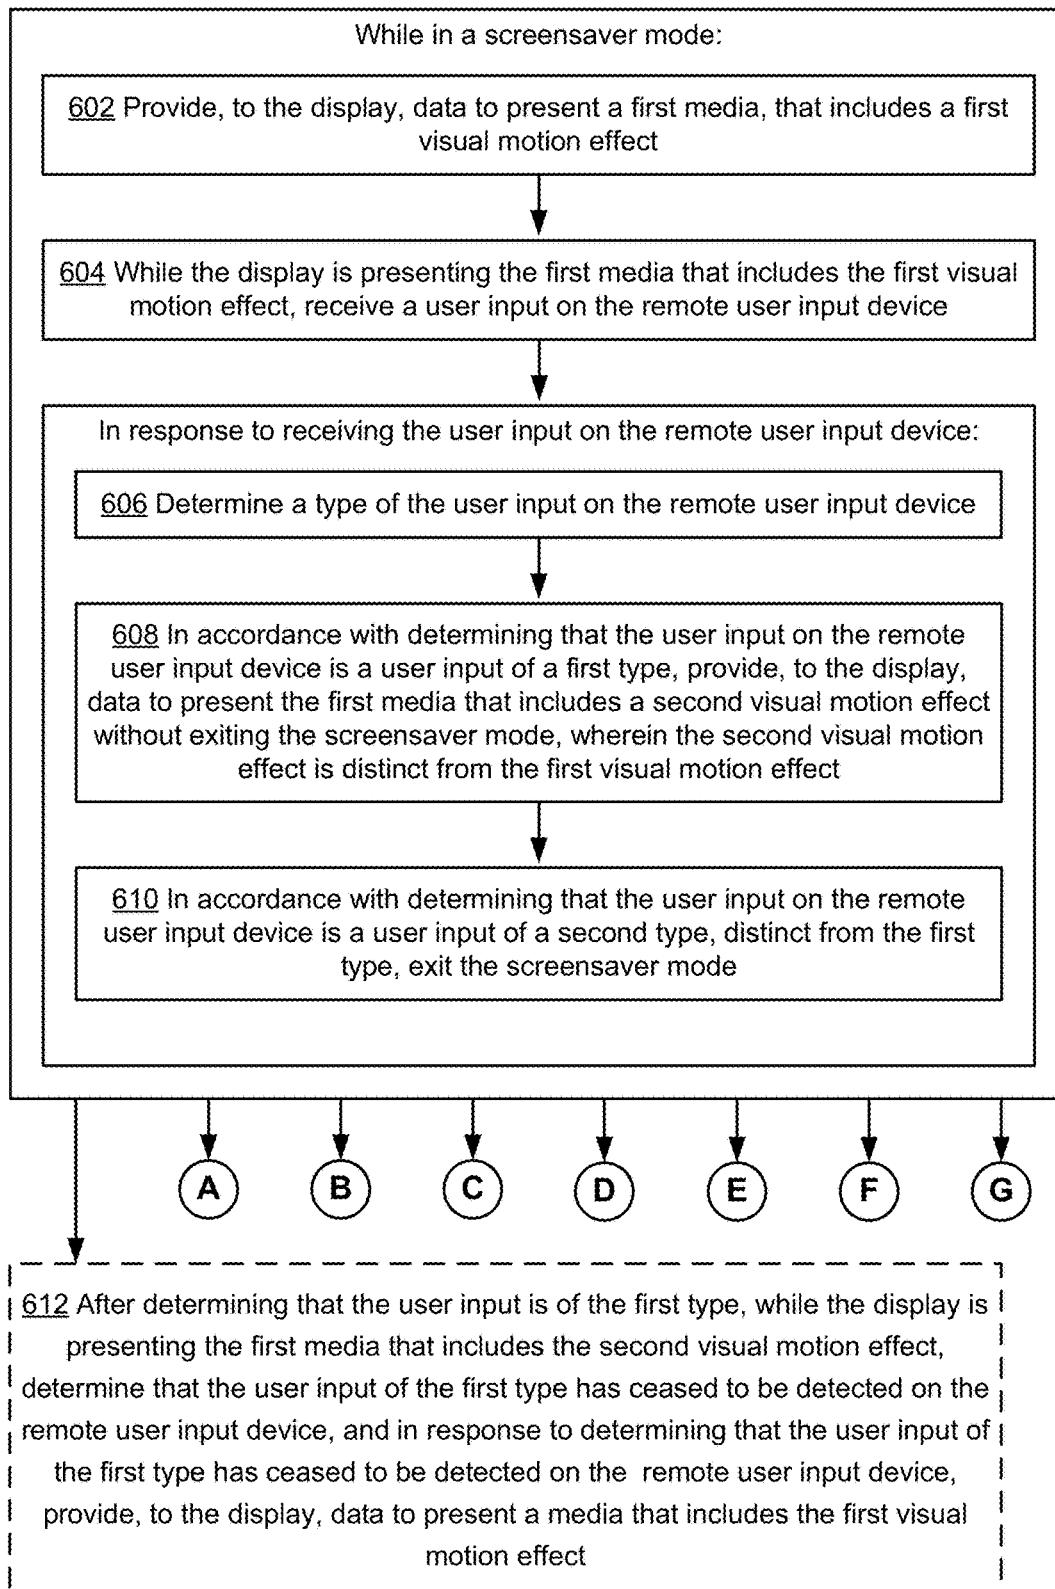 While in a screensaver mode:
602 Provide, to the display, data to present a first media, that includes a first
visual motion effect
604 While the display is presenting the first media that includes the first visual
motion effect, receive a user input on the remote user input device
In response to receiving the user input on the remote user input device:
606 Determine a type of the user input on the remote user input device
608 In accordance with determining that the user input on the remote
user input device is a user input of a first type, provide, to the display,
data to present the first media that includes a second visual motion effect
without exiting the screensaver mode, wherein the second visual motion
effect is distinct from the first visual motion effect
610 In accordance with determining that the user input on the remote
user input device is a user input of a second type, distinct from the first
type, exit the screensaver mode
A B C D E F G
612 After determining that the user input is of the first type, while the display is
presenting the first media that includes the second visual motion effect,
determine that the user input of the first type has ceased to be detected on the
remote user input device, and in response to determining that the user input of
the first type has ceased to be detected on the remote user input device,
provide, to the display, data to present a media that includes the first visual
motion effect